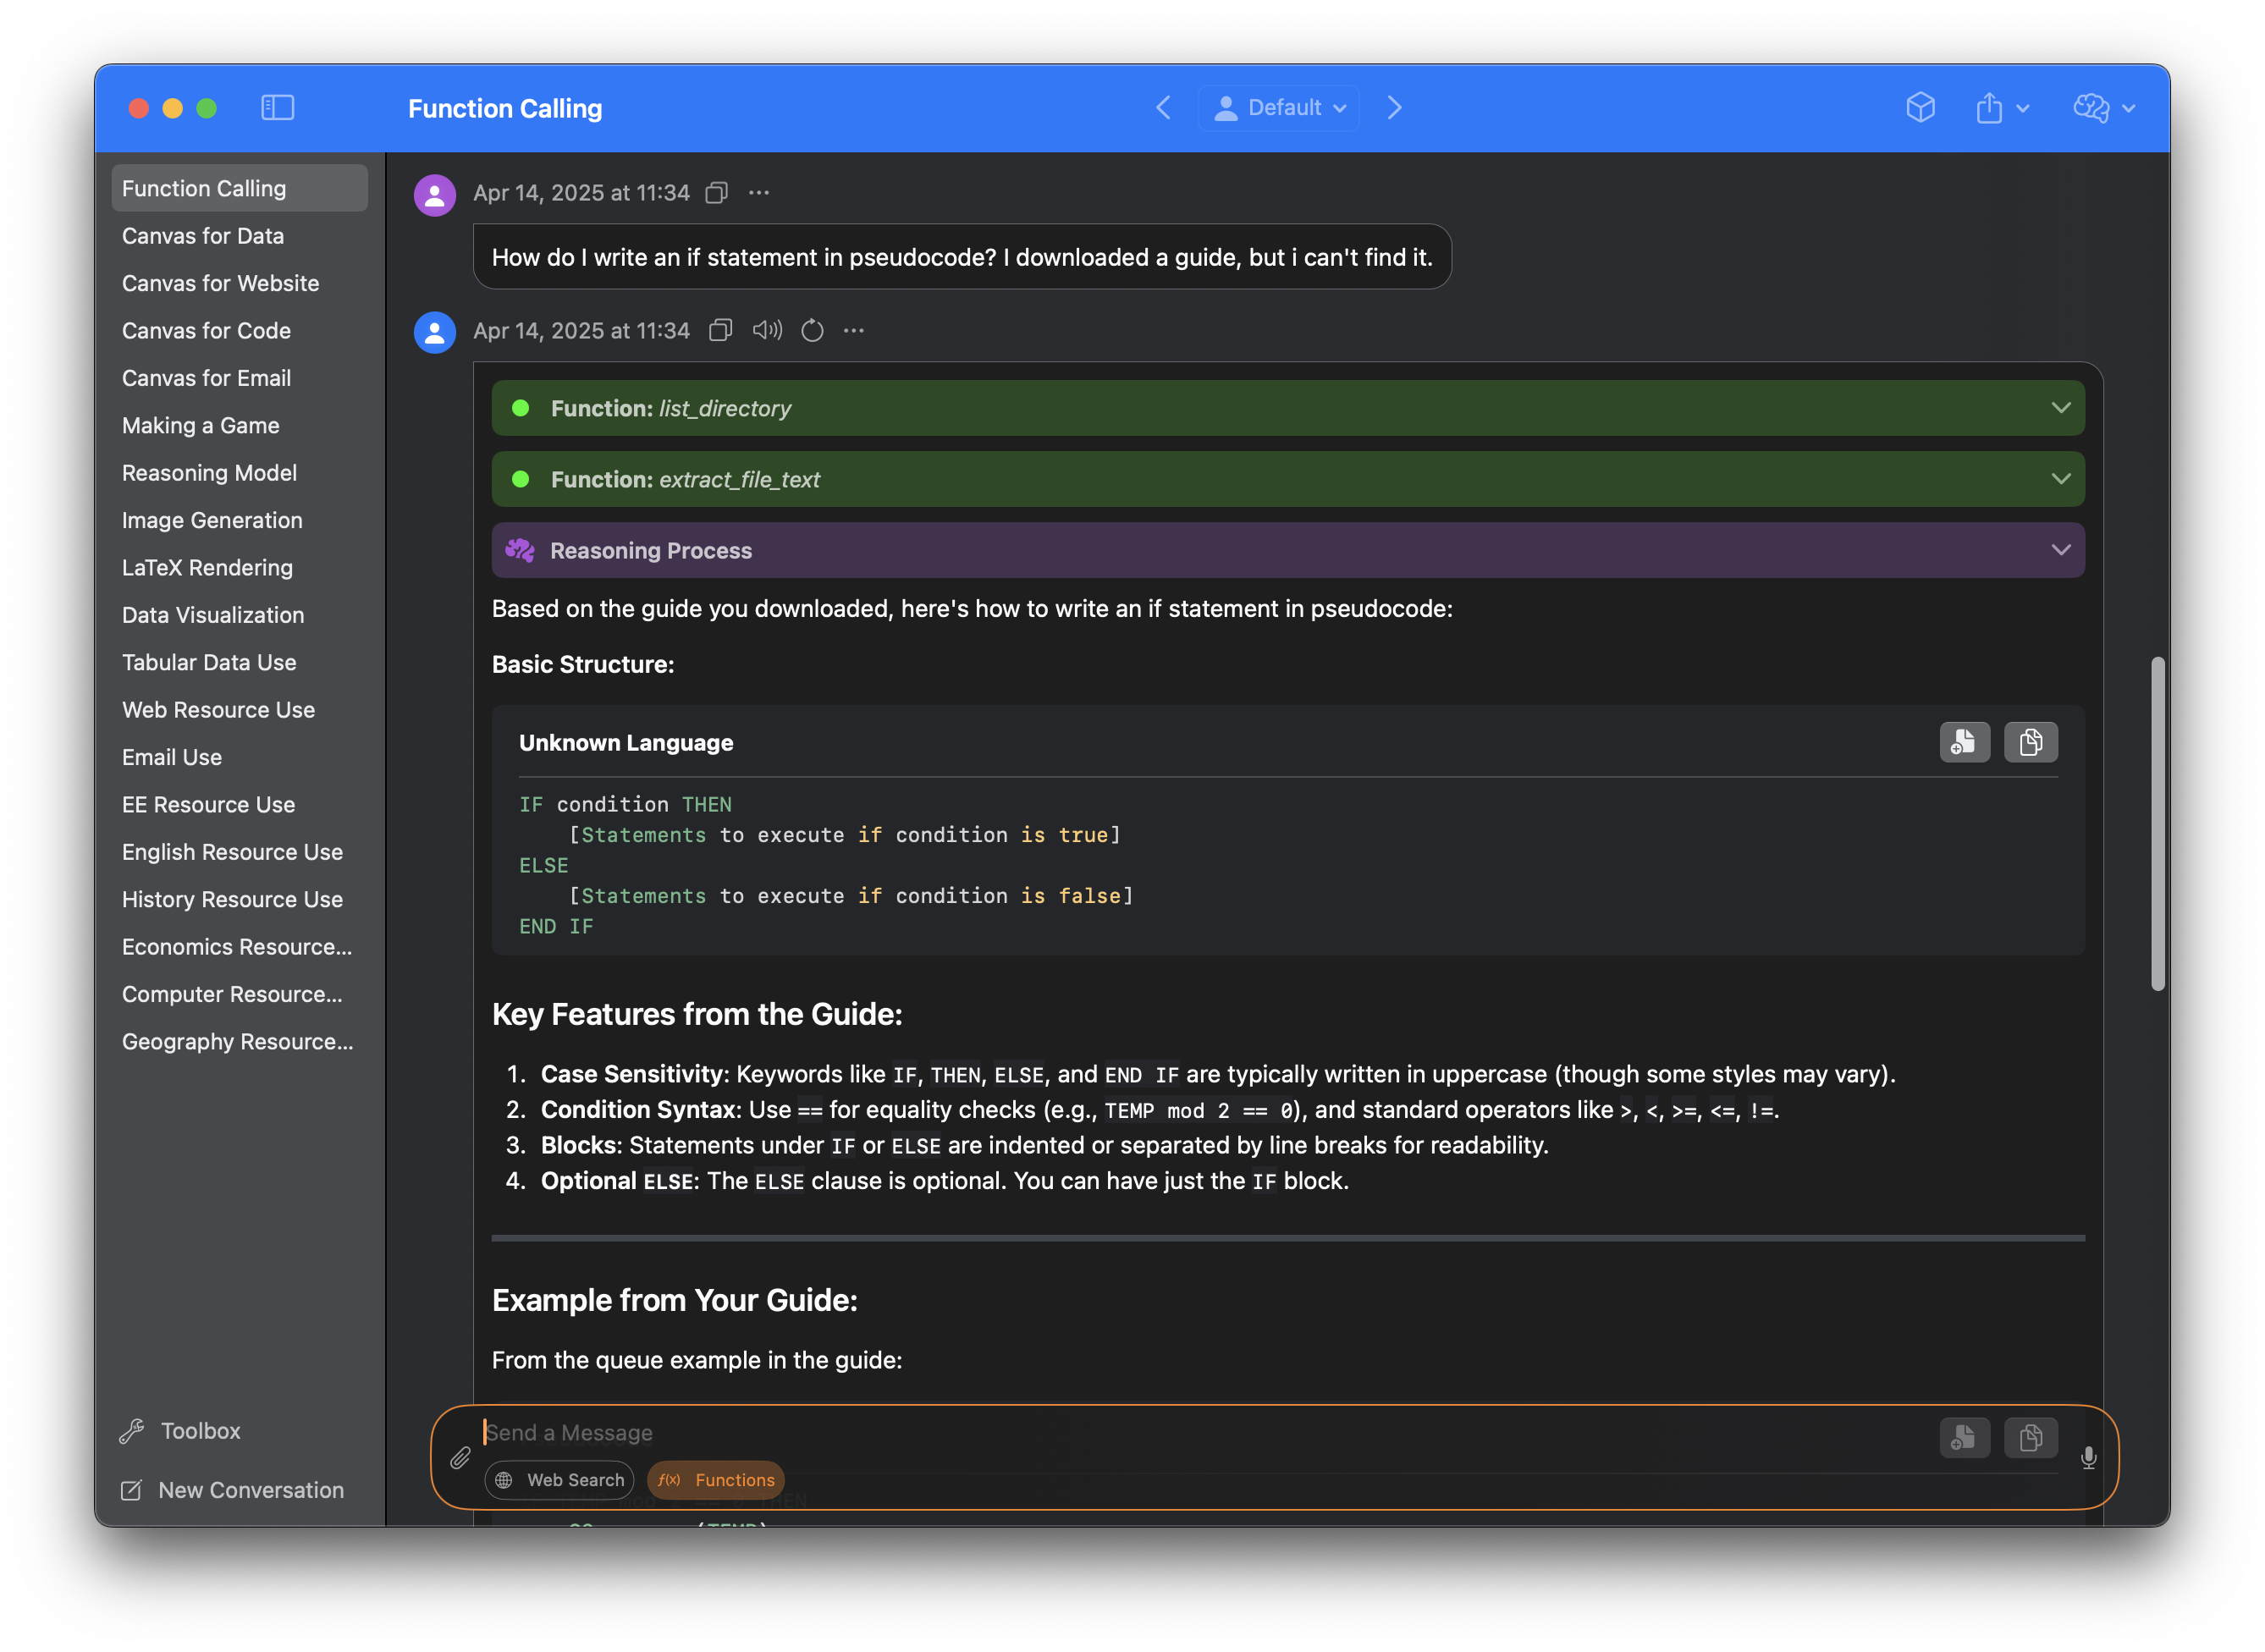 Function Calling
Default
Function Calling
Canvas for Data
Canvas for Website
Canvas for Code
Canvas for Email
Making a Game
Reasoning Model
Image Generation
LaTeX Rendering
Data Visualization
Tabular Data Use
Web Resource Use
Email Use
EE Resource Use
English Resource Use
History Resource Use
Economics Resource...
Computer Resource...
Geography Resource...
Toolbox
New Conversation
Apr 14, 2025 at 11:34
How do I write an if statement in pseudocode? I downloaded a guide, but i can't find it.
Apr 14, 2025 at 11:34
Function: list_directory
Function: extract_file_text
Reasoning Process
Based on the guide you downloaded, here's how to write an if statement in pseudocode:
Basic Structure:
Unknown Language
IF condition THEN
    [Statements to execute if condition is true]
ELSE
    [Statements to execute if condition is false]
END IF
Key Features from the Guide:
1. Case Sensitivity: Keywords like IF, THEN, ELSE, and END IF are typically written in uppercase (though some styles may vary).
2. Condition Syntax: Use == for equality checks (e.g., TEMP mod 2 == 0), and standard operators like >, <, >=, <=, !=.
3. Blocks: Statements under IF or ELSE are indented or separated by line breaks for readability.
4. Optional ELSE: The ELSE clause is optional. You can have just the IF block.
Example from Your Guide:
From the queue example in the guide:
Send a Message
Web Search
f(x) Functions
mod 2 == 0 THEN
(TEMP)